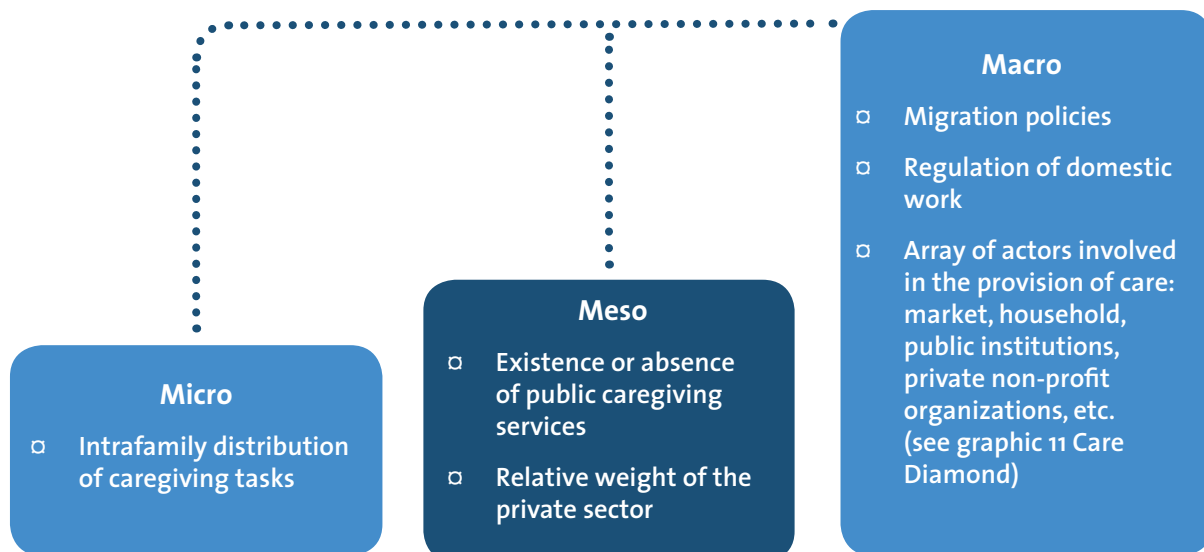 Micro
¤ Intrafamily distribution
of caregiving tasks
Meso
¤ Existence or absence
of public caregiving
services
¤ Relative weight of the
private sector
Macro
¤ Migration policies
¤ Regulation of domestic
work
¤ Array of actors involved
in the provision of care:
market, household,
public institutions,
private non-profit
organizations, etc.
(see graphic 11 Care
Diamond)